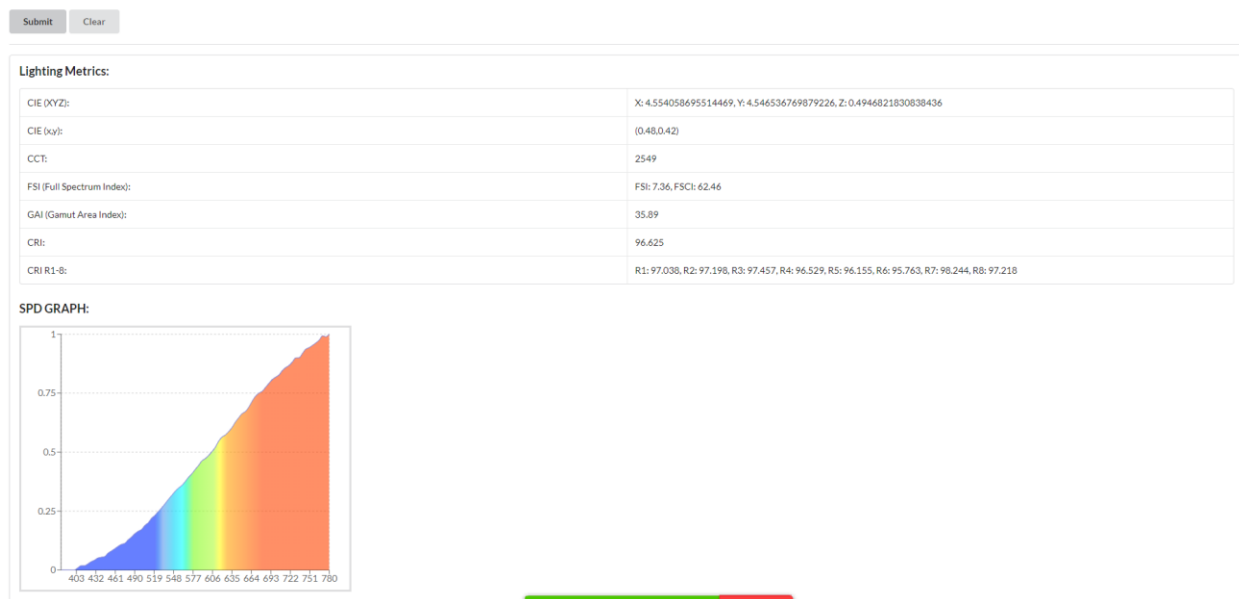 Submit Clear
Lighting Metrics:
CIE (XYZ): X: 4.554058695514469, Y: 4.546536769879226, Z: 0.4946821830838436
CIE (x,y): (0.48,0.42)
CCT: 2549
FSI (Full Spectrum Index): FSI: 7.36, FSCI: 62.46
GAI (Gamut Area Index): 35.89
CRI: 96.625
CRI R1-8: R1: 97.038, R2: 97.198, R3: 97.457, R4: 96.529, R5: 96.155, R6: 95.763, R7: 98.244, R8: 97.218
SPD GRAPH:
1
0.75
0.5
0.25
0
403 432 461 490 519 548 577 606 635 664 693 722 751 780